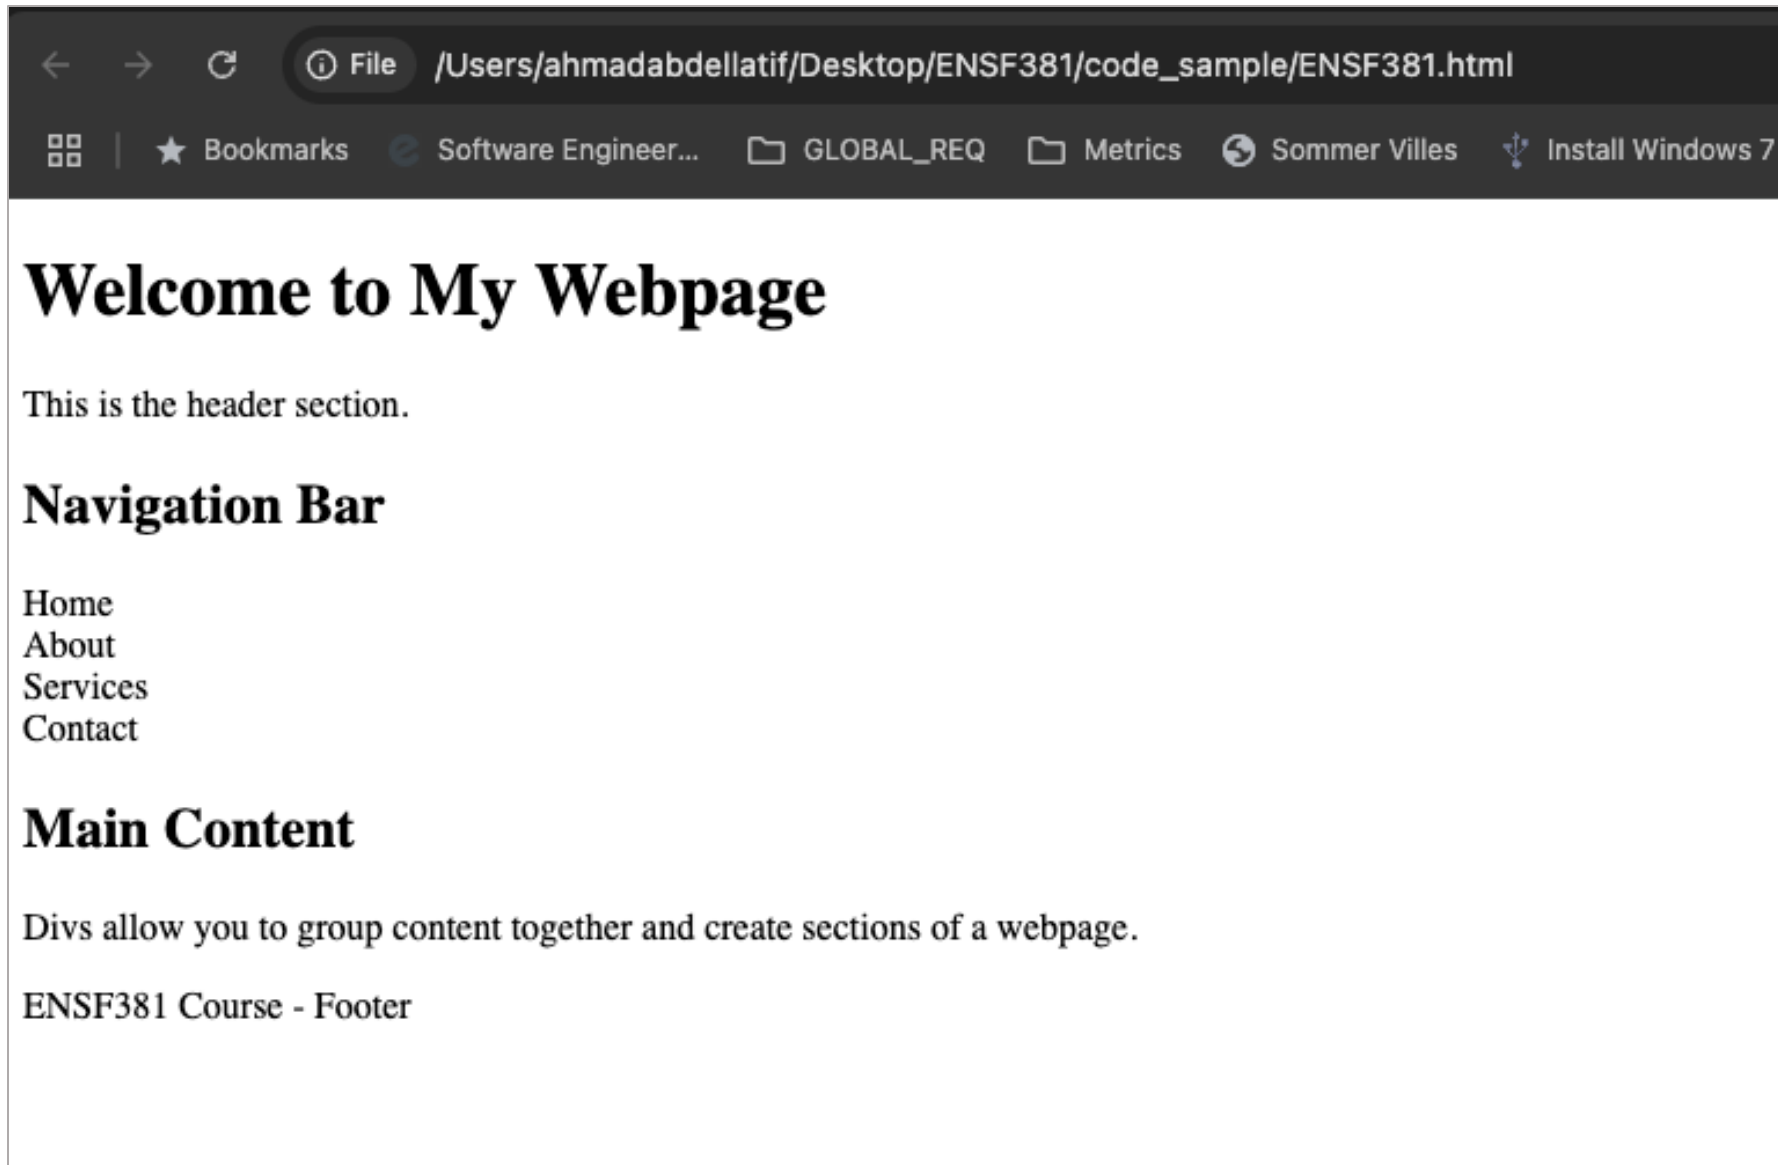 File /Users/ahmadabdellatif/Desktop/ENSF381/code_sample/ENSF381.html
Bookmarks Software Engineer... GLOBAL_REQ Metrics Sommer Villes Install Windows 7
Welcome to My Webpage
This is the header section.
Navigation Bar
Home
About
Services
Contact
Main Content
Divs allow you to group content together and create sections of a webpage.
ENSF381 Course - Footer